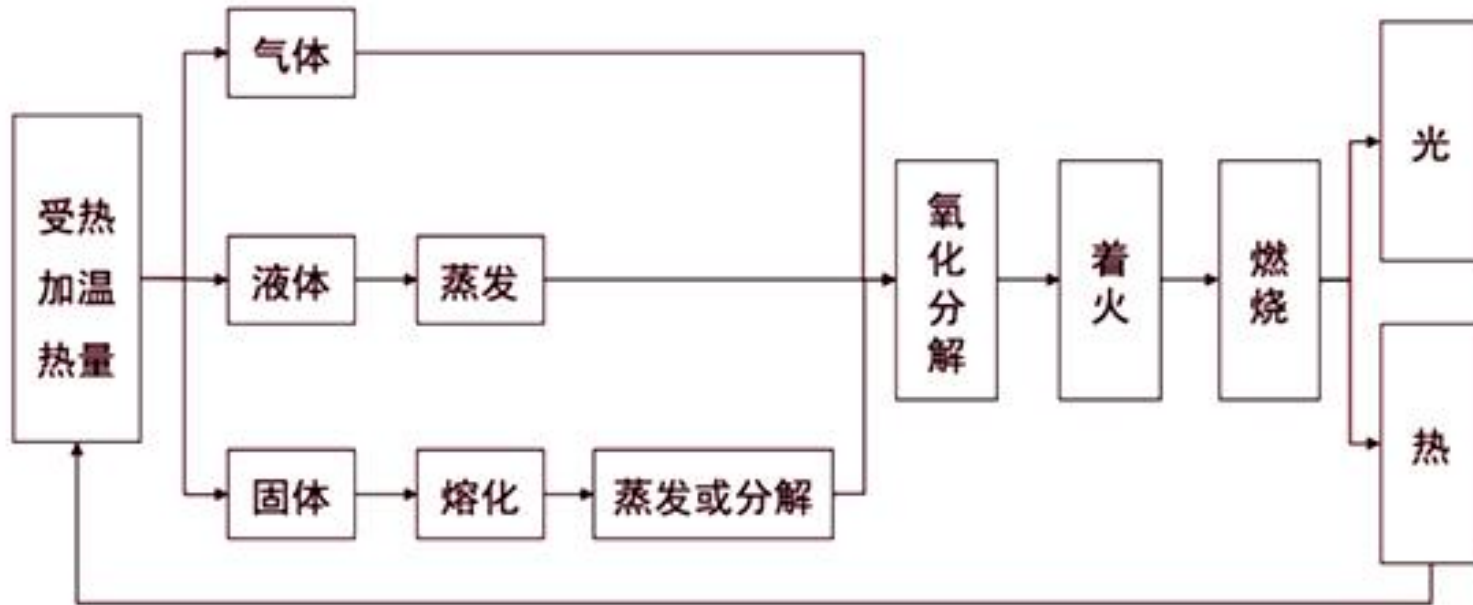 受热
加温
热量
气体
液体
蒸发
固体
熔化
蒸发或分解
氧化分解
着火
燃烧
光
热